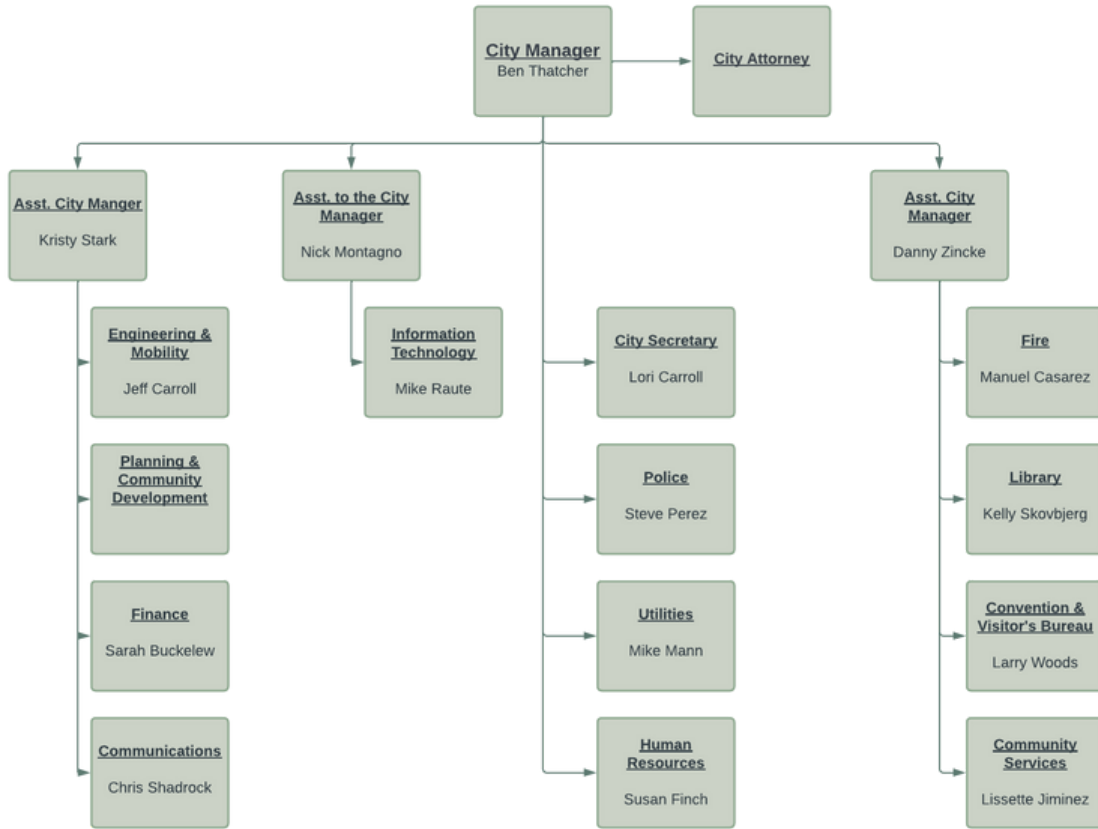 City Manager
Ben Thatcher
City Attorney
Asst. City Manger
Kristy Stark
Asst. to the City
Manager
Nick Montagno
Asst. City
Manager
Danny Zincke
Engineering &
Mobility
Jeff Carroll
Information
Technology
Mike Raute
City Secretary
Lori Carroll
Fire
Manuel Casarez
Planning &
Community
Development
Police
Steve Perez
Library
Kelly Skovbjerg
Finance
Sarah Buckelew
Utilities
Mike Mann
Convention &
Visitor's Bureau
Larry Woods
Communications
Chris Shadrock
Human
Resources
Susan Finch
Community
Services
Lissette Jiminez